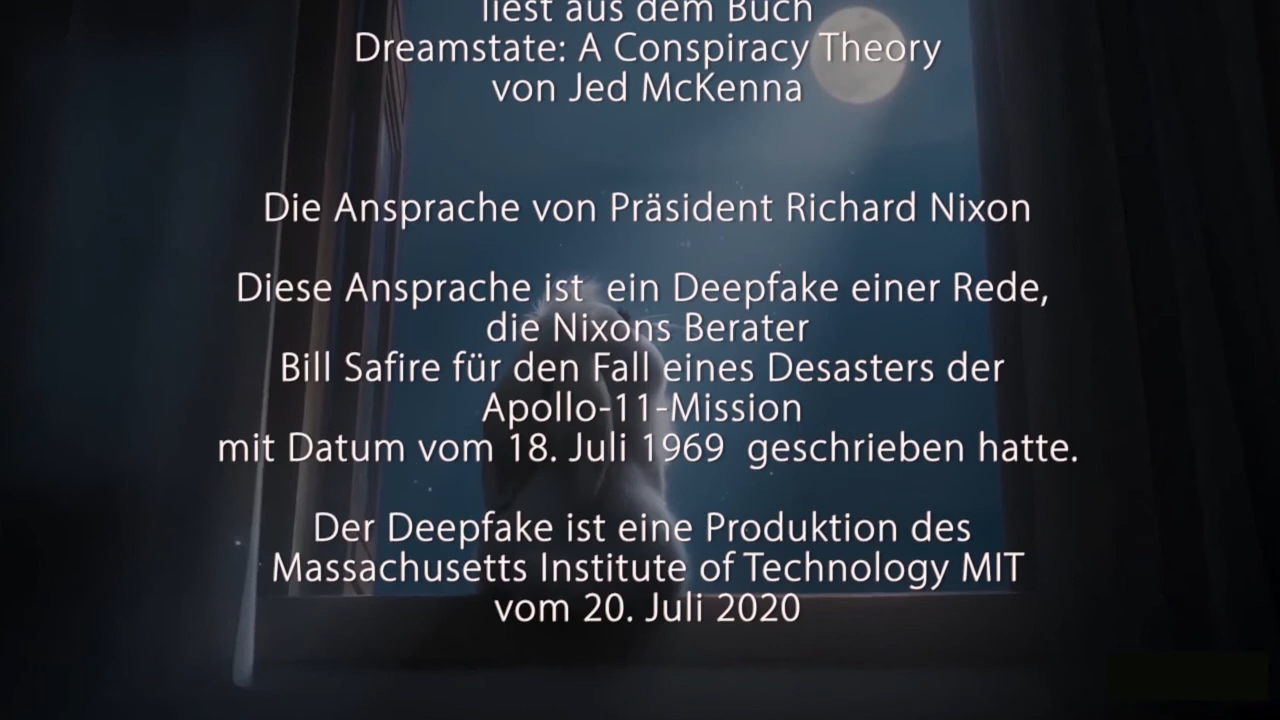 liest aus dem Buch
Dreamstate: A Conspiracy Theory
von Jed McKenna
Die Ansprache von Präsident Richard Nixon
Diese Ansprache ist ein Deepfake einer Rede,
die Nixons Berater
Bill Safire für den Fall eines Desasters der
Apollo-11-Mission
mit Datum vom 18. Juli 1969 geschrieben hatte.
Der Deepfake ist eine Produktion des
Massachusetts Institute of Technology MIT
vom 20. Juli 2020